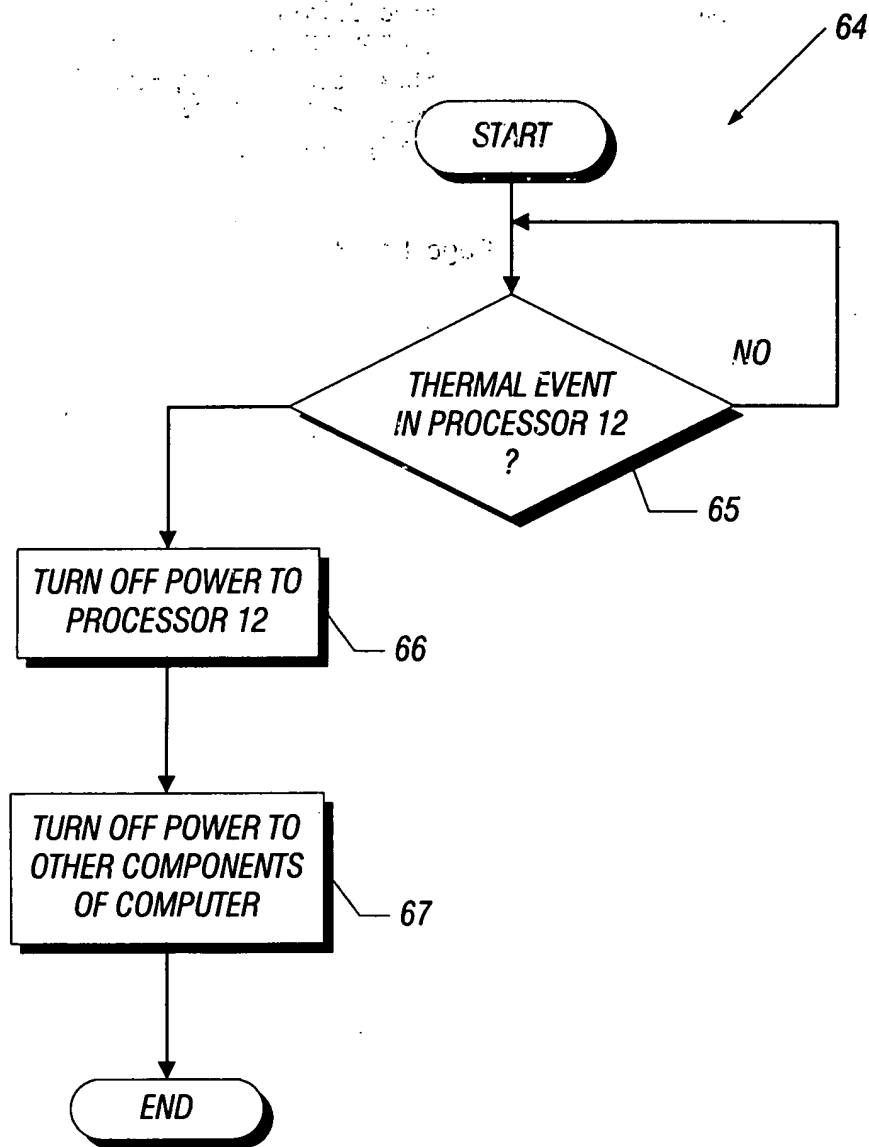 64
START
NO
THERMAL EVENT
IN PROCESSOR 12
?
65
TURN OFF POWER TO
PROCESSOR 12
66
TURN OFF POWER TO
OTHER COMPONENTS
OF COMPUTER
67
END